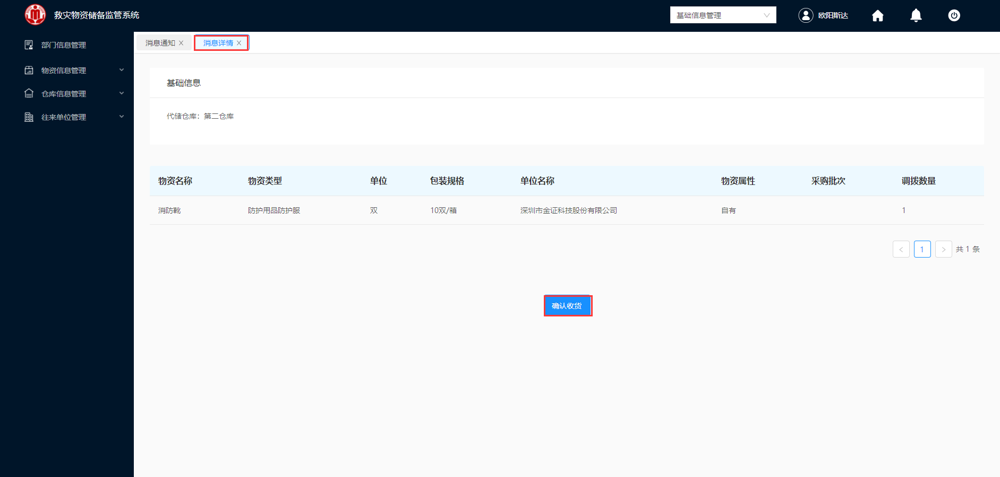 救灾物资储备监管系统
基础信息管理
欧阳斯达
部门信息管理
物资信息管理
仓库信息管理
往来单位管理
消息通知 X
消息详情 X
基础信息
代储仓库：第二仓库
物资名称 物资类型 单位 包装规格 单位名称 物资属性 采购批次 调拨数量
消防靴 防护用品防护服 双 10双/箱 深圳市金证科技股份有限公司 自有 1
< 1 > 共 1 条
确认收货